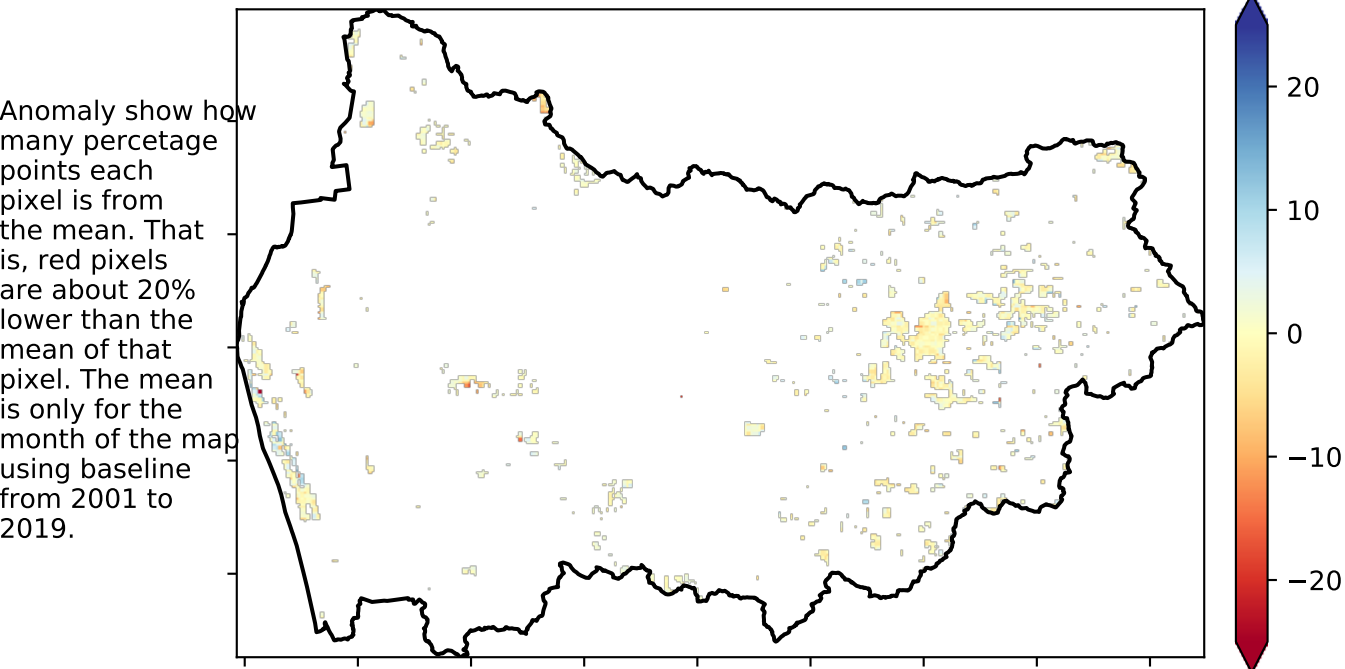 Anomaly show how
many percetage
points each
pixel is from
the mean. That
is, red pixels
are about 20%
lower than the
mean of that
pixel. The mean
is only for the
month of the map
using baseline
from 2001 to
2019.
20
10
0
−10
−20